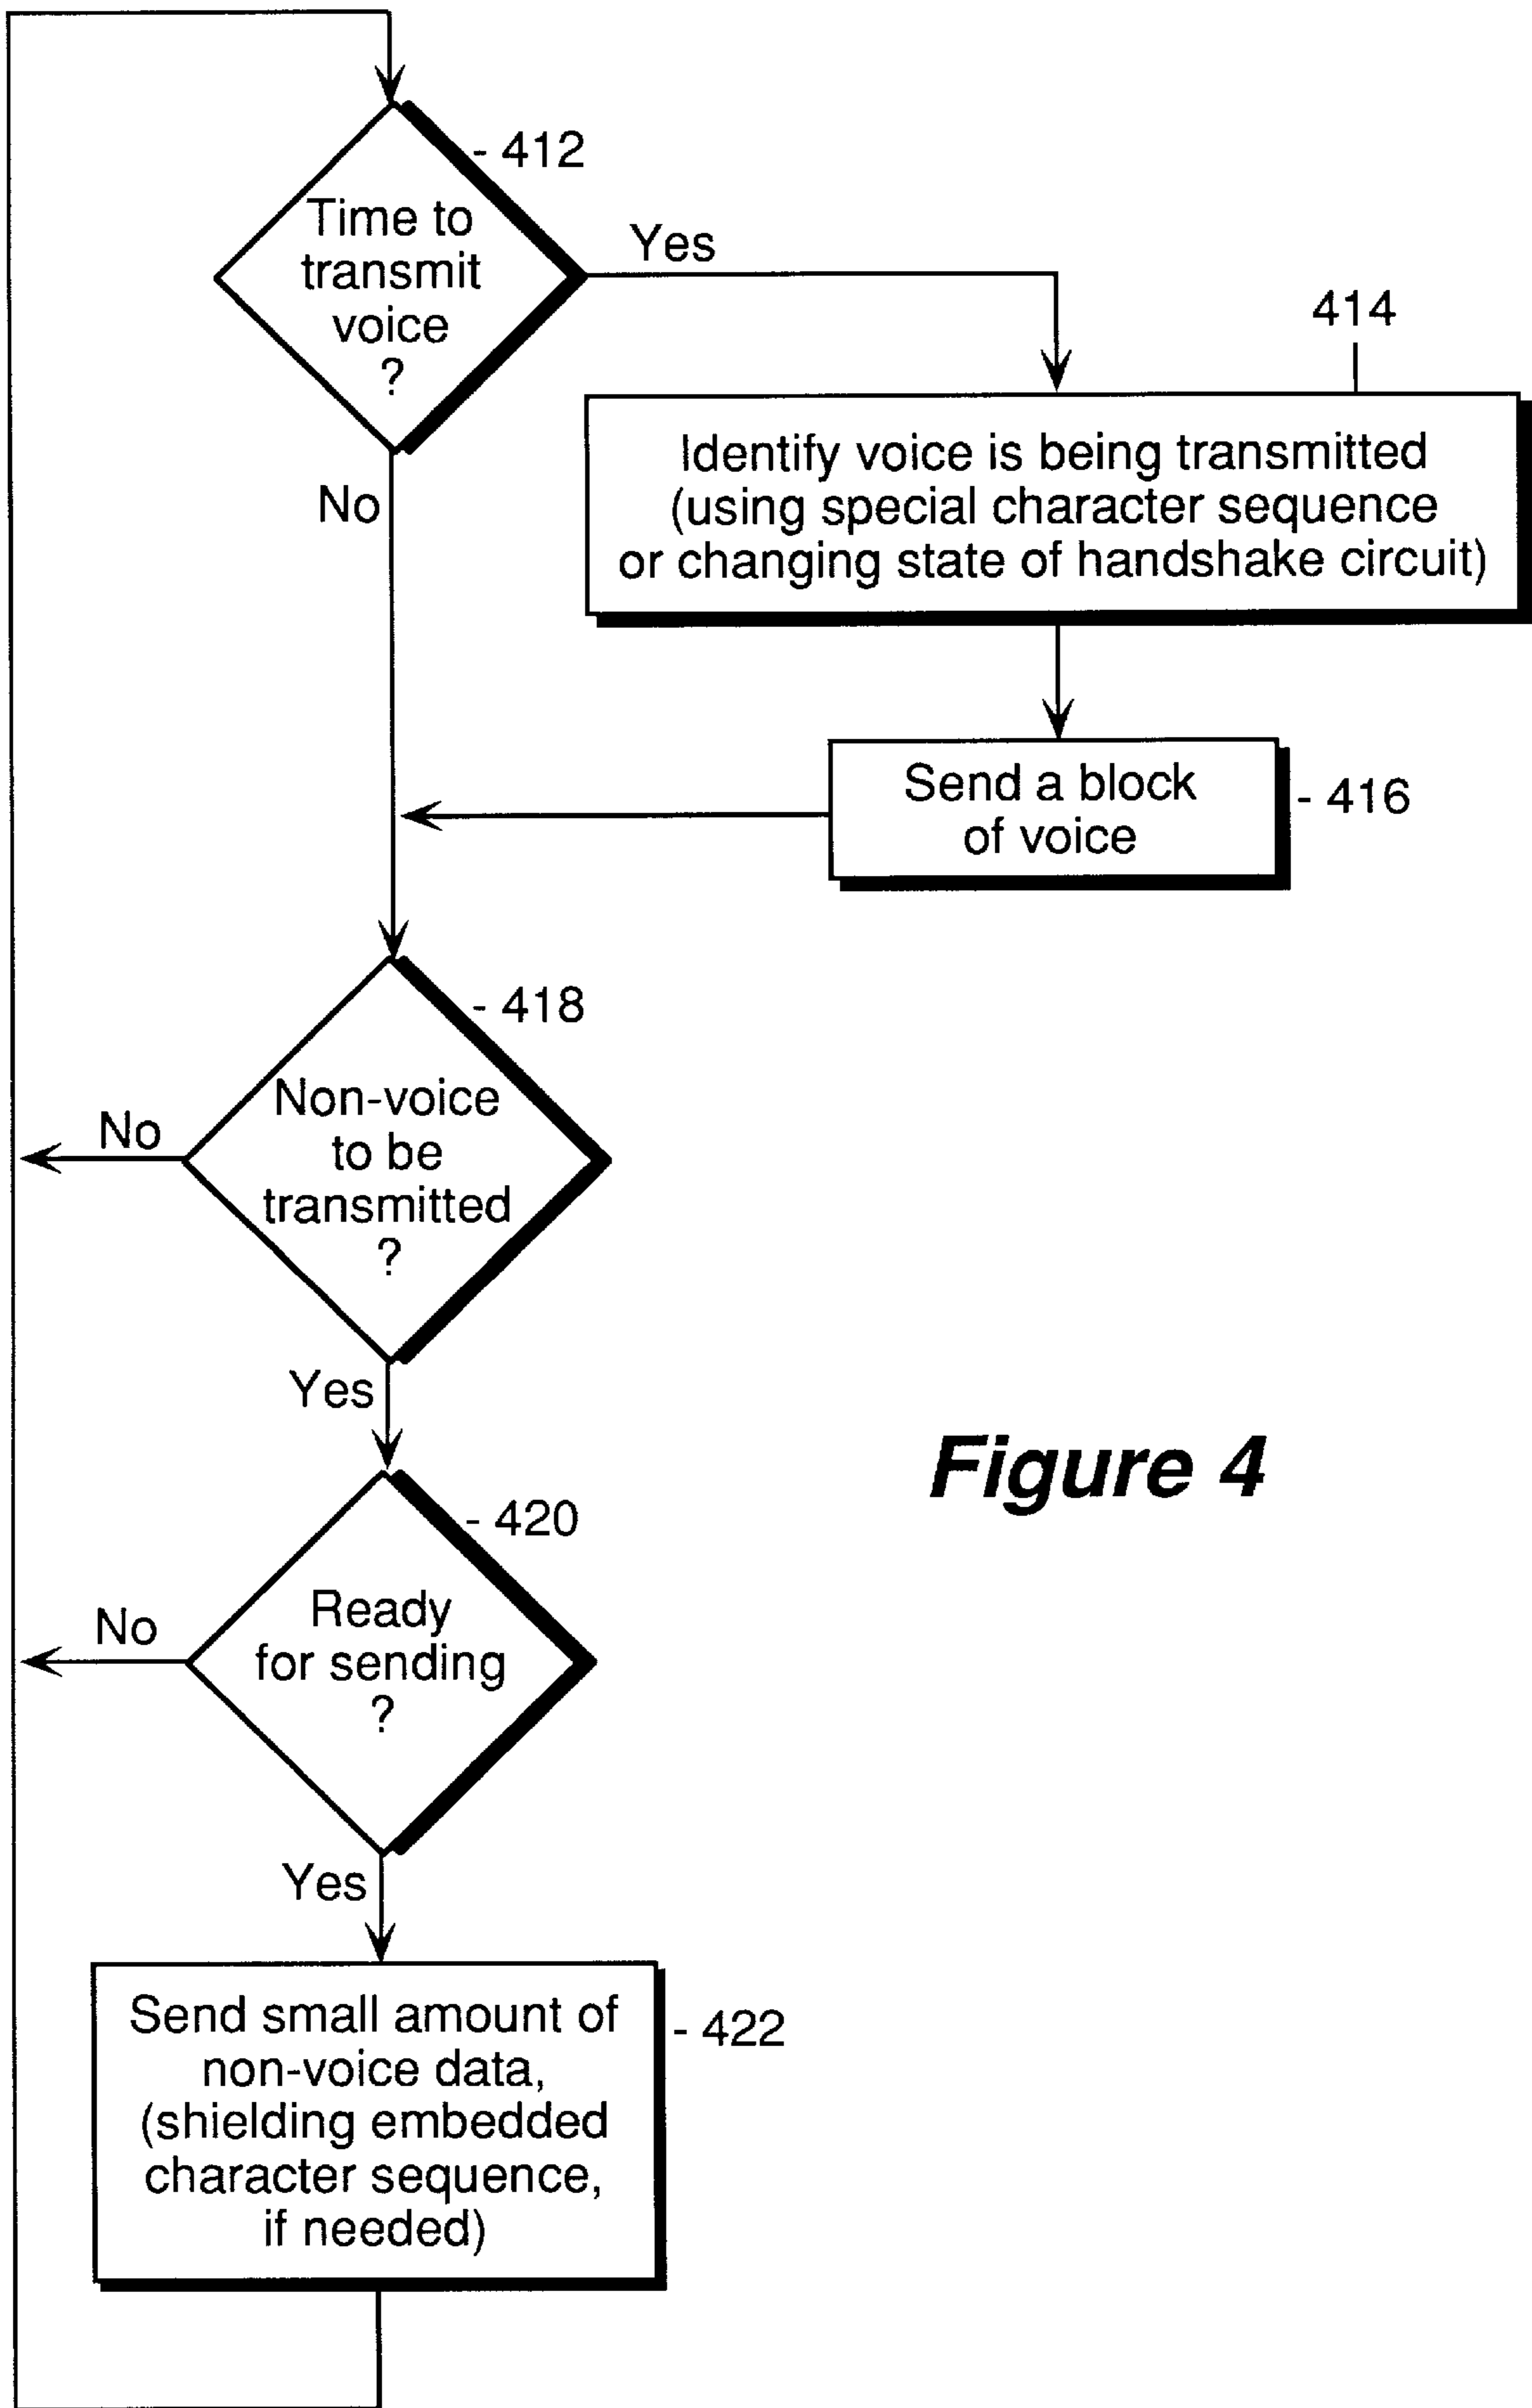 - 412
Time to
transmit
voice
?
Yes
No
414
Identify voice is being transmitted
(using special character sequence
or changing state of handshake circuit)
Send a block
of voice
- 416
- 418
Non-voice
to be
transmitted
?
No
Yes
Figure 4
- 420
Ready
for sending
?
No
Yes
Send small amount of
non-voice data,
(shielding embedded
character sequence,
if needed)
- 422